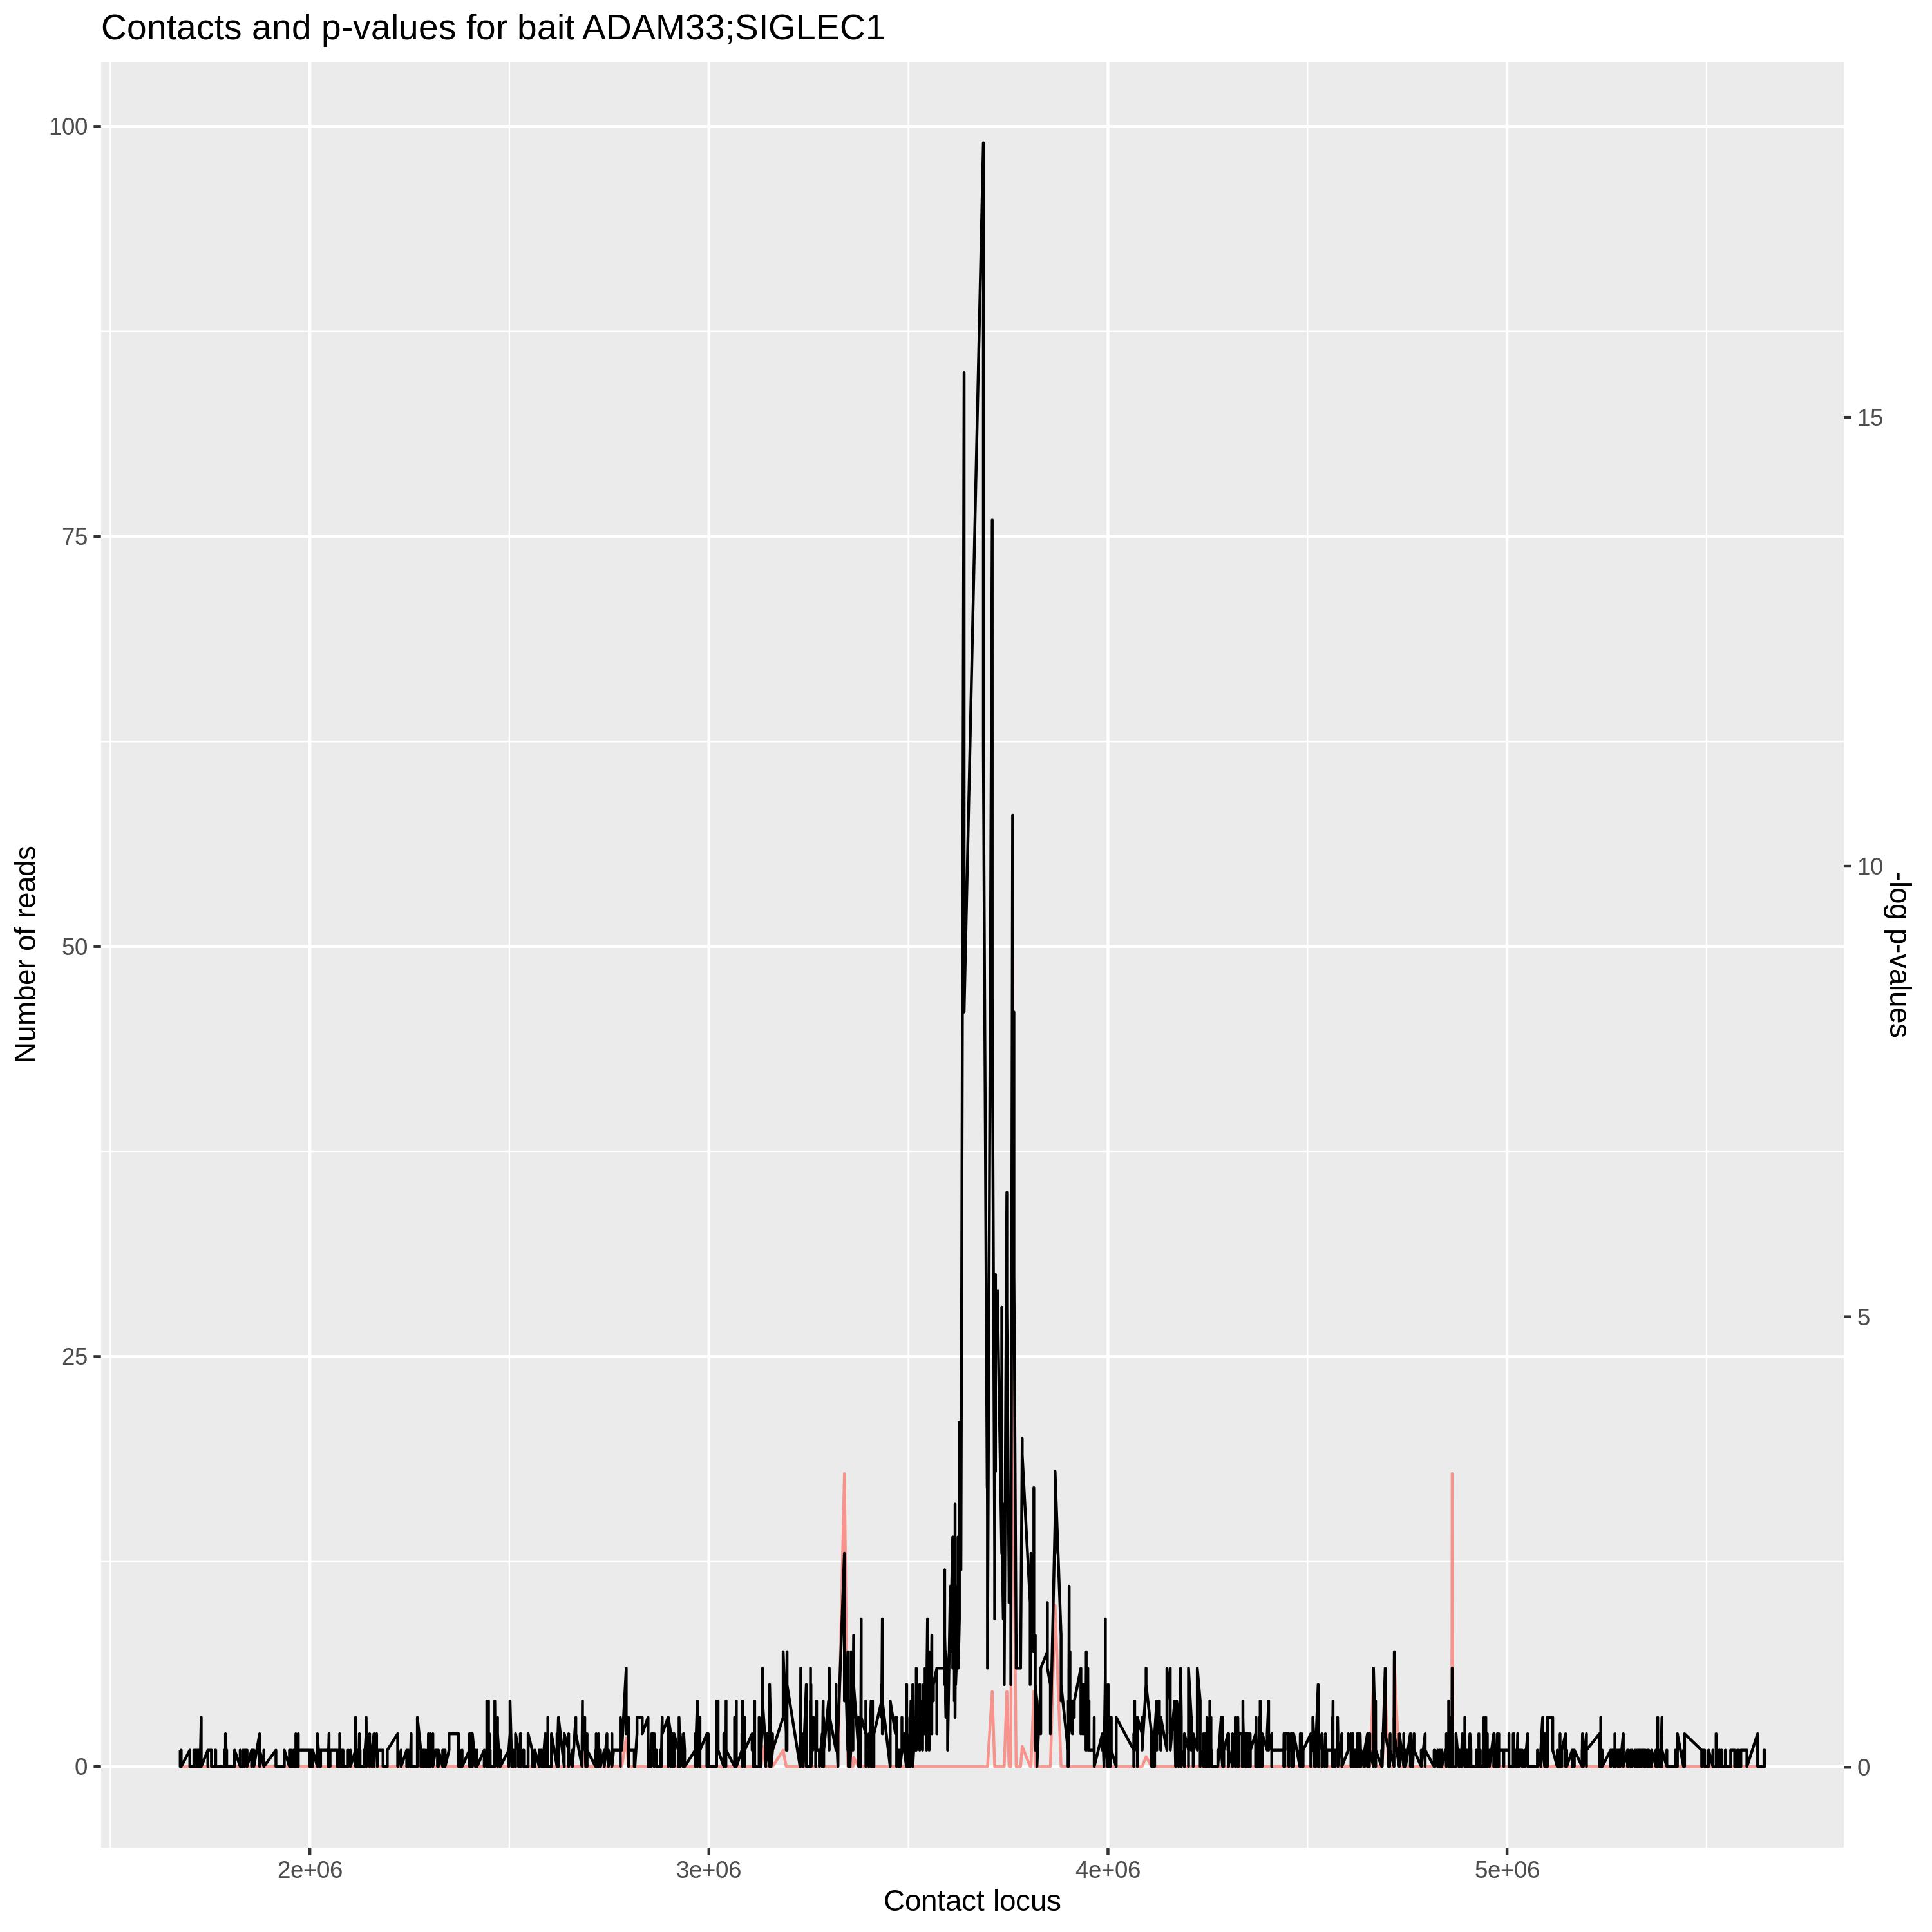 Contacts and p-values for bait ADAM33;SIGLEC1
100
75
50
25
0
Number of reads
15
10
5
0
-log p-values
2e+06
3e+06
4e+06
5e+06
Contact locus